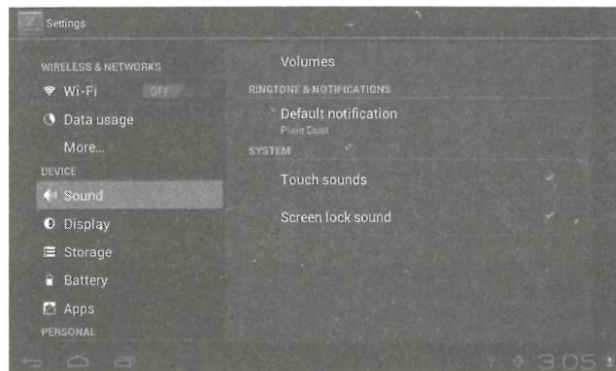 Settings
WIRELESS & NETWORKS
Wi-Fi OFF
Data usage
More...
DEVICE
Sound
Display
Storage
Battery
Apps
PERSONAL
Volumes
RINGTONE & NOTIFICATIONS
Default notification
Pixie Dust
SYSTEM
Touch sounds
Screen lock sound
3:05